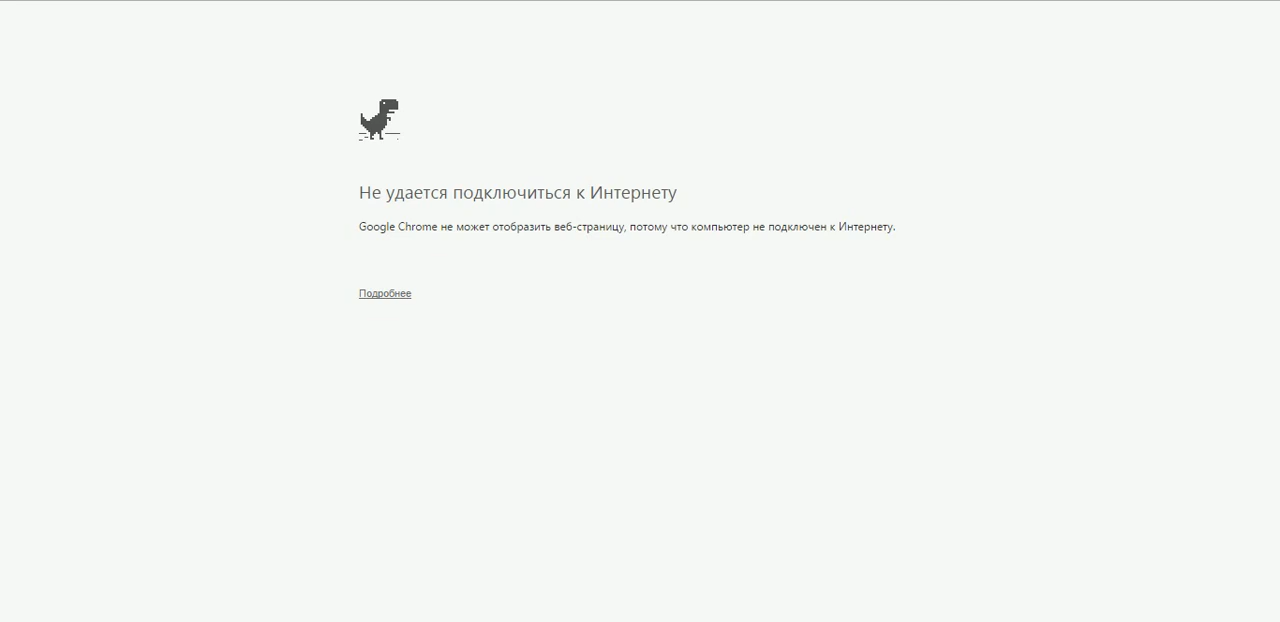 Не удается подключиться к Интернету
Google Chrome не может отобразить веб-страницу, потому что компьютер не подключен к Интернету.
Подробнее